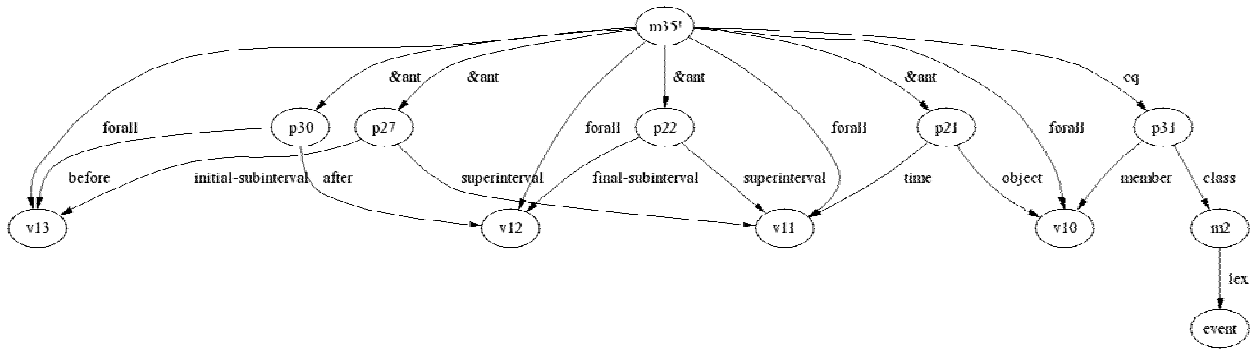 m35!
&ant &ant &ant &ant cq
forall p30 p27 forall p22 forall p21 forall p31
before initial-subinterval after superinterval final-subinterval superinterval time object member class
v13 v12 v11 v10 m2
lex
event